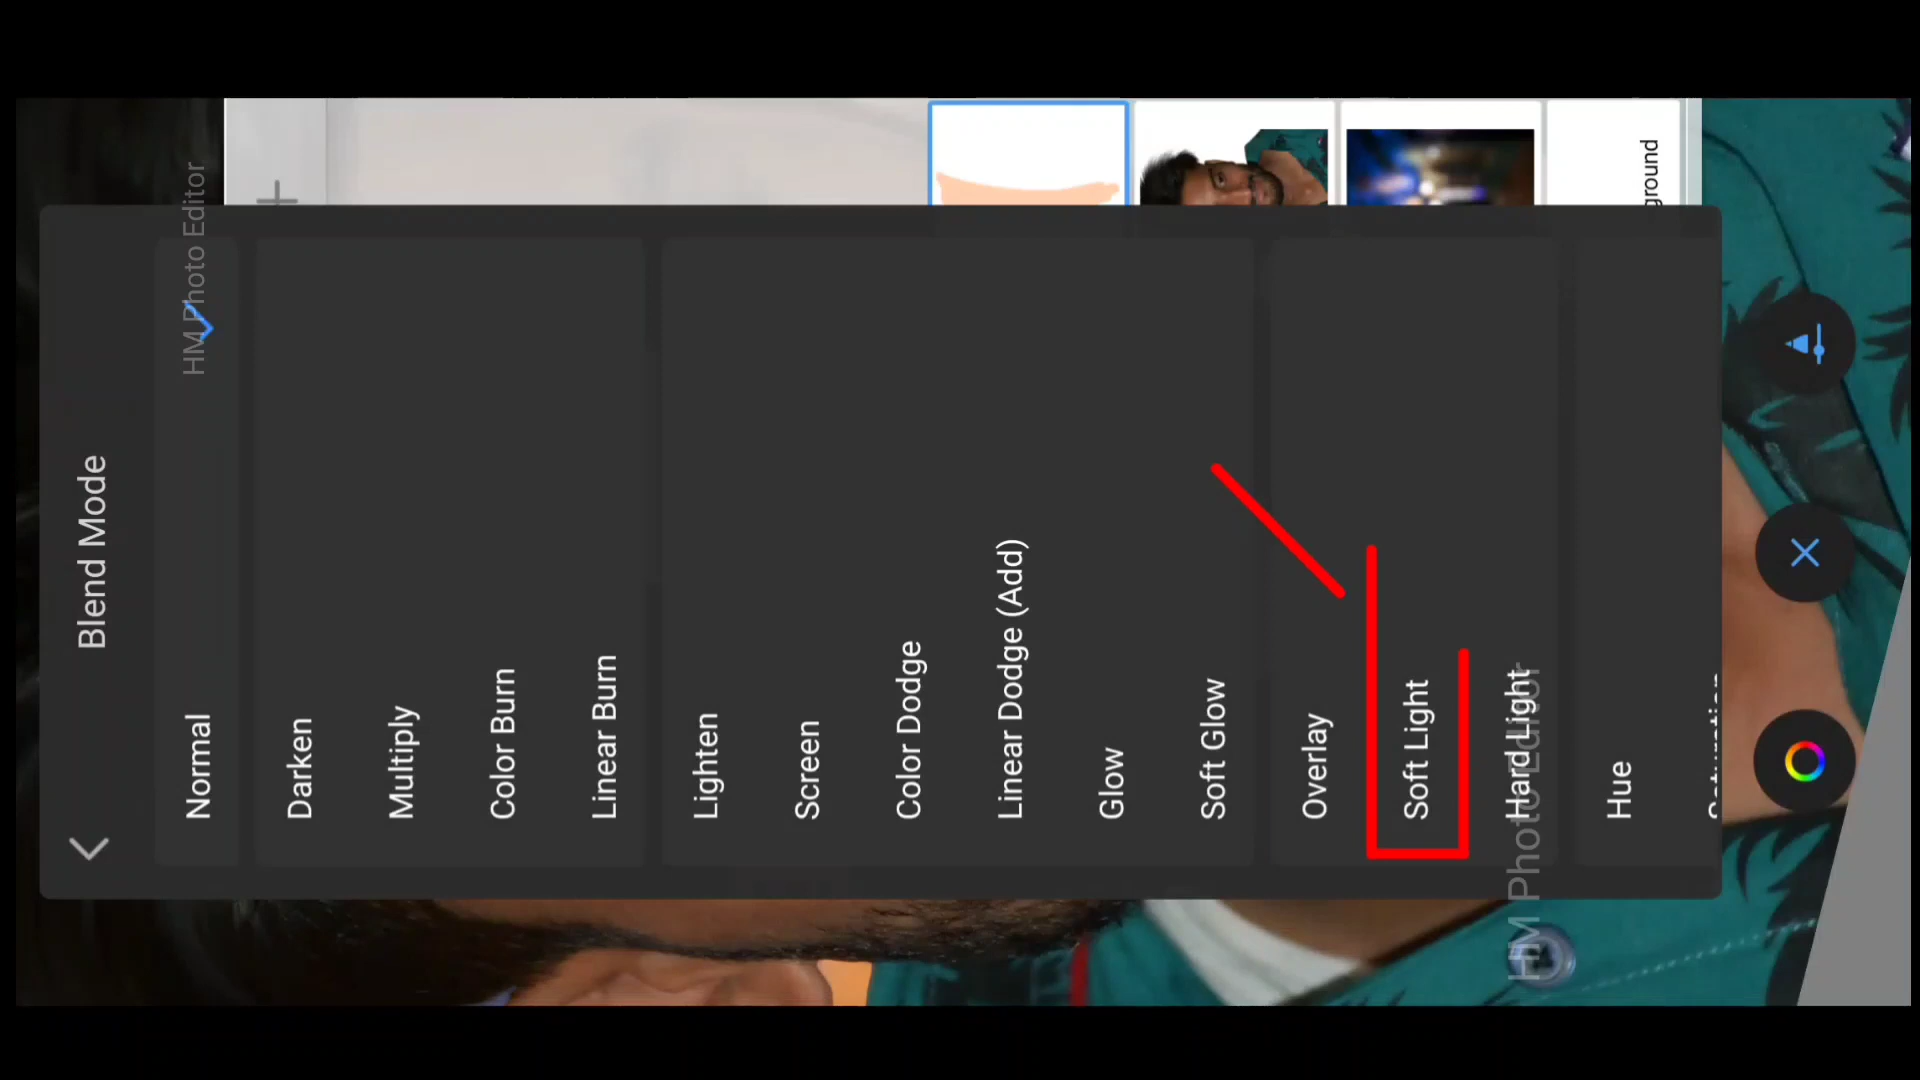 Blend Mode
Normal
Darken
Multiply
Color Burn
Linear Burn
Lighten
Screen
Color Dodge
Linear Dodge (Add)
Glow
Soft Glow
Overlay
Soft Light
Hard Light
Hue
HM Photo Editor
HM Photo Editor